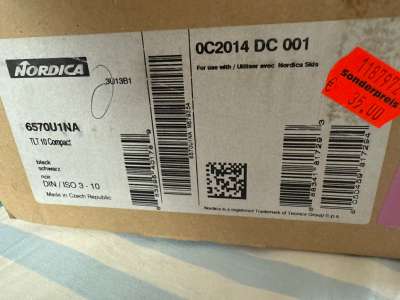 NORDICA
3U13B1
0C2014 DC 001
For use with / Utiliser avec Nordica Skis
118792
Sonderpreis
€ 35,00
6570U1NA
TLT 10 Compact
black
schwarz
noir
DIN / ISO 3 - 10
Made in Czech Republic
Nordica is a registered Trademark of Tecnica Group S.p.a.